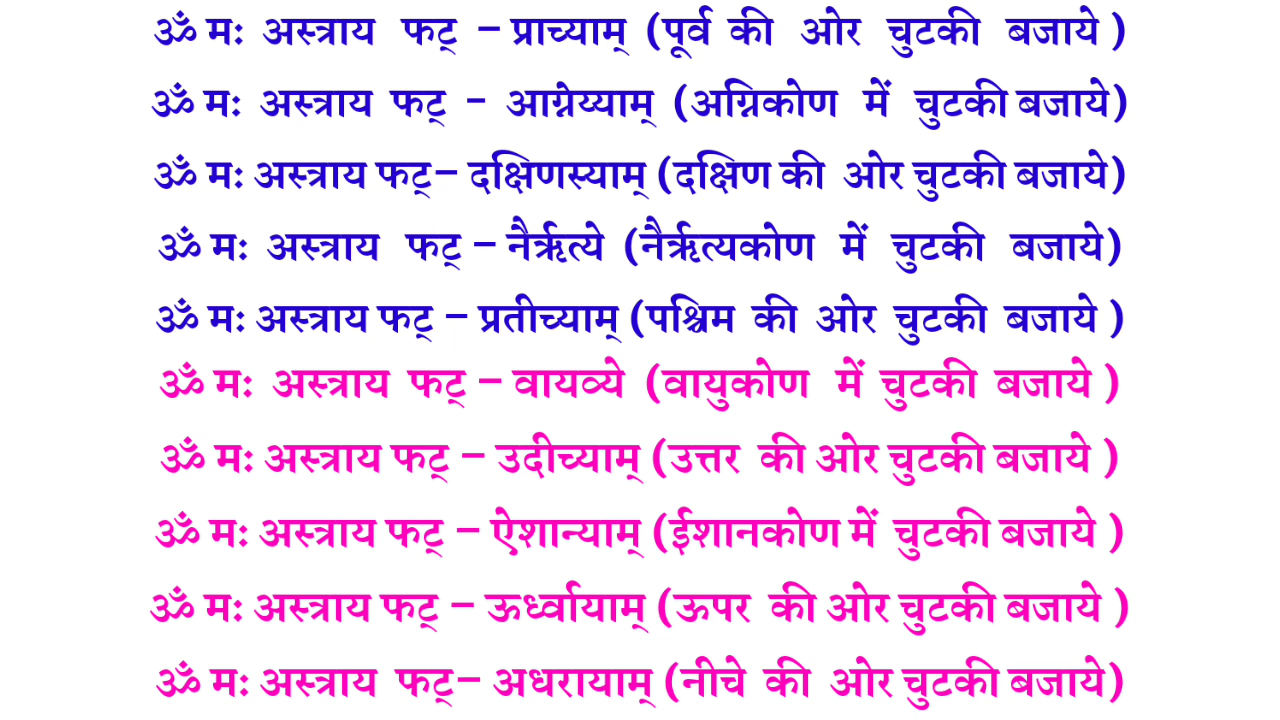 ॐ मः अस्त्राय फट् – प्राच्याम् (पूर्व की ओर चुटकी बजाये )
ॐ मः अस्त्राय फट् – आग्नेय्याम् (अग्निकोण में चुटकी बजाये)
ॐ मः अस्त्राय फट्– दक्षिणस्याम् (दक्षिण की ओर चुटकी बजाये)
ॐ मः अस्त्राय फट् – नैर्ऋत्ये (नैर्ऋत्यकोण में चुटकी बजाये)
ॐ मः अस्त्राय फट् – प्रतीच्याम् (पश्चिम की ओर चुटकी बजाये )
ॐ मः अस्त्राय फट् – वायव्ये (वायुकोण में चुटकी बजाये )
ॐ मः अस्त्राय फट् – उदीच्याम् (उत्तर की ओर चुटकी बजाये )
ॐ मः अस्त्राय फट् – ऐशान्याम् (ईशानकोण में चुटकी बजाये )
ॐ मः अस्त्राय फट् – ऊर्ध्वायाम् (ऊपर की ओर चुटकी बजाये )
ॐ मः अस्त्राय फट्– अधरायाम् (नीचे की ओर चुटकी बजाये)